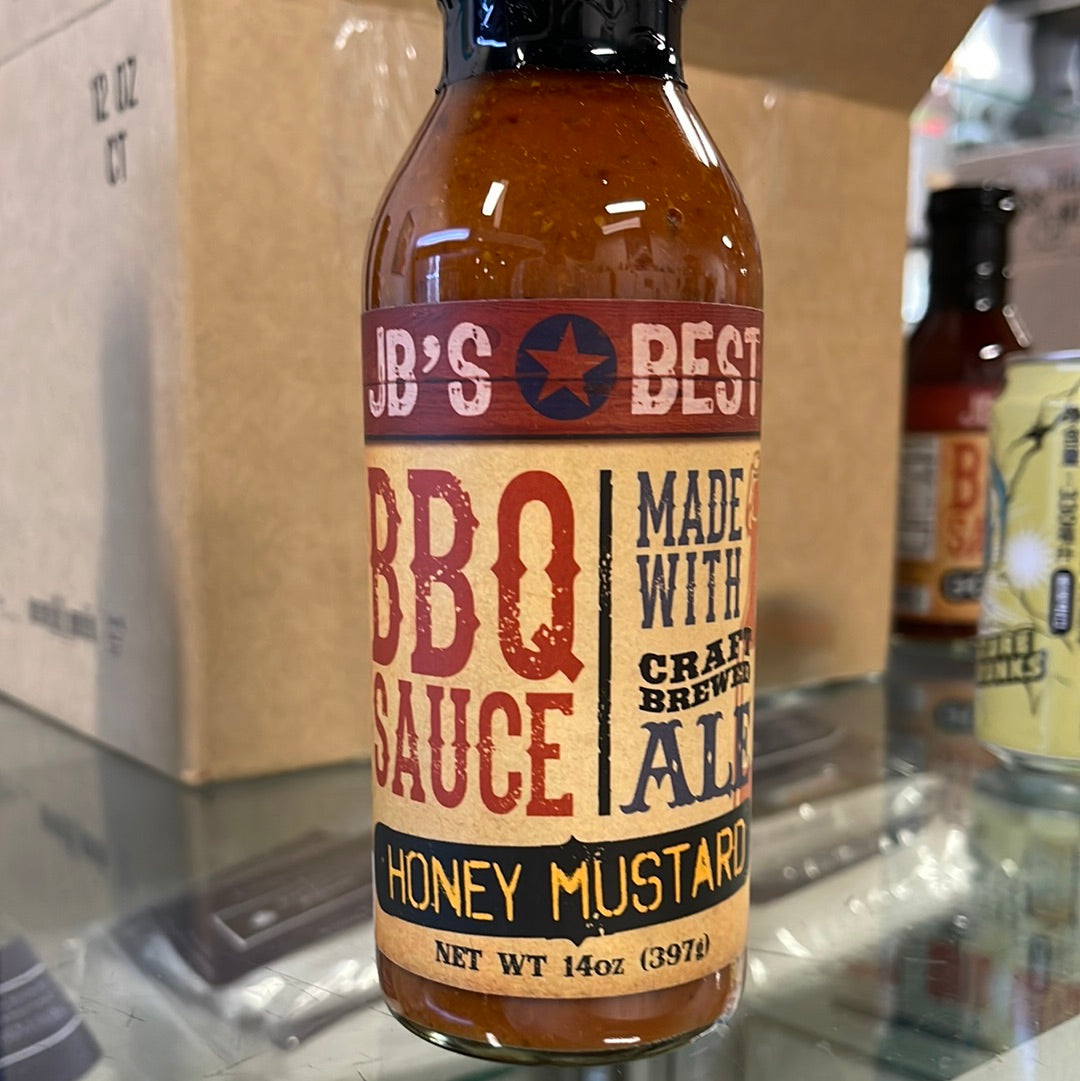 12 OZ
CT
JB'S BEST
BBQ
SAUCE
MADE
WITH
CRAFT
BREWED
ALE
HONEY MUSTARD
NET WT 14oz (397g)